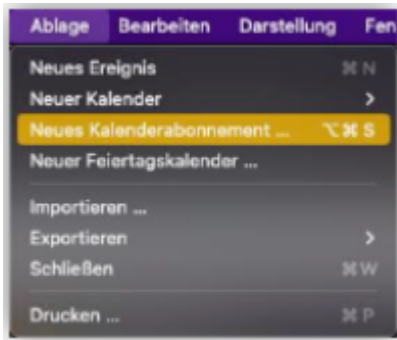 Ablage Bearbeiten Darstellung Fen
Neues Ereignis ⌘ N
Neuer Kalender >
Neues Kalenderabonnement ... ⌥ ⌘ S
Neuer Feiertagskalender ...
Importieren ...
Exportieren >
Schließen ⌘ W
Drucken ... ⌘ P